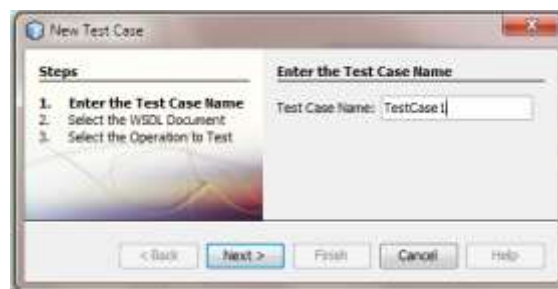 New Test Case
Steps
1. Enter the Test Case Name
2. Select the WSDL Document
3. Select the Operation to Test
Enter the Test Case Name
Test Case Name: TestCase1
< Back Next > Finish Cancel Help